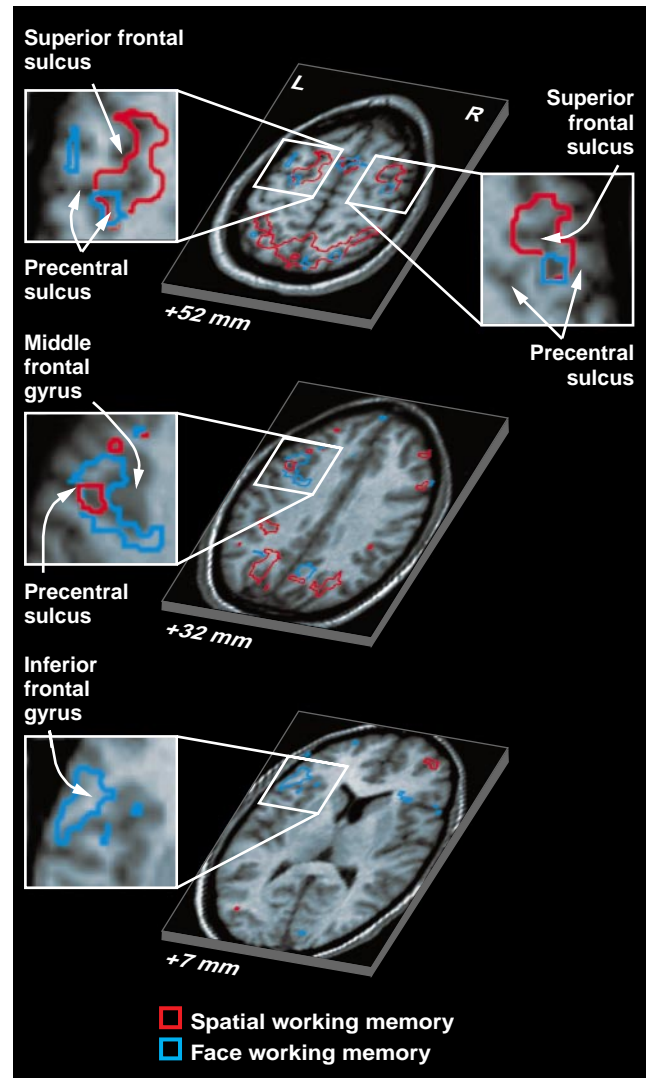 Superior frontal
sulcus
L
R
Superior
frontal
sulcus
Precentral
sulcus
+52 mm
Precentral
sulcus
Middle
frontal
gyrus
Precentral
sulcus
+32 mm
Inferior
frontal
gyrus
+7 mm
Spatial working memory
Face working memory